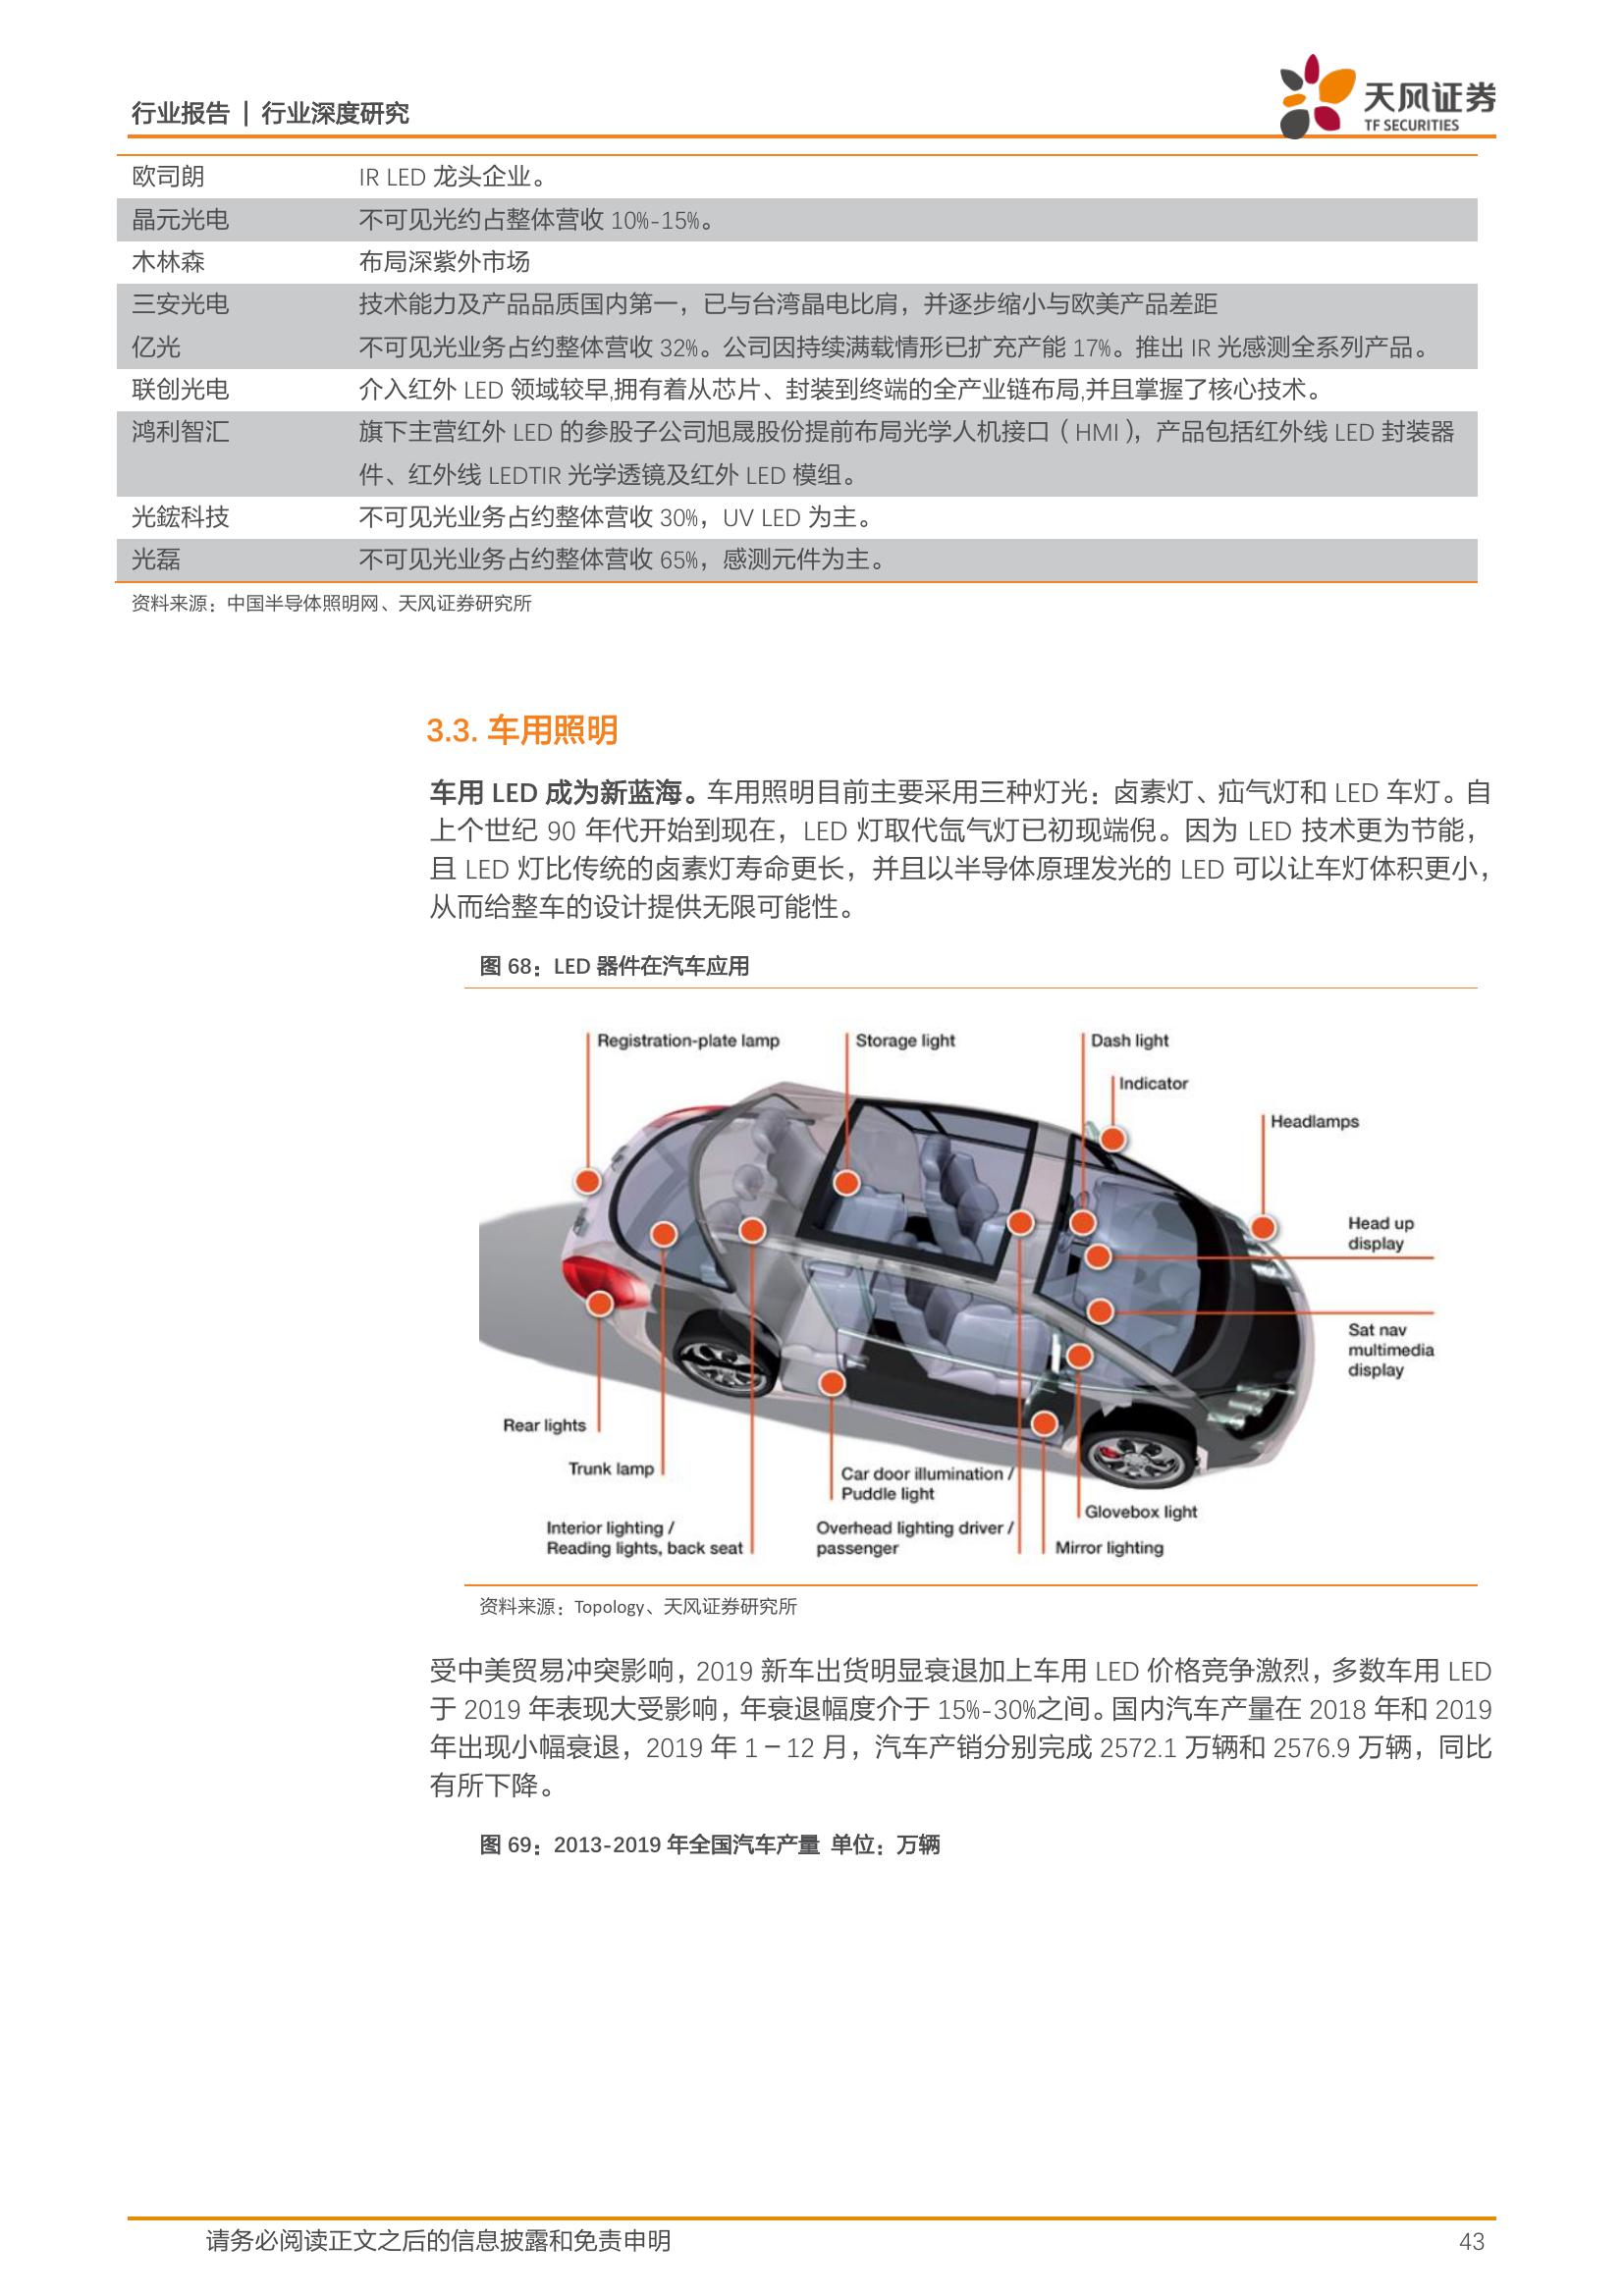 行业报告 | 行业深度研究
天风证券
TF SECURITIES
欧司朗 IR LED 龙头企业。
晶元光电 不可见光约占整体营收 10%-15%。
木林森 布局深紫外市场
三安光电 技术能力及产品品质国内第一，已与台湾晶电比肩，并逐步缩小与欧美产品差距
亿光 不可见光业务占约整体营收 32%。公司因持续满载情形已扩充产能 17%。推出 IR 光感测全系列产品。
联创光电 介入红外 LED 领域较早,拥有着从芯片、封装到终端的全产业链布局,并且掌握了核心技术。
鸿利智汇 旗下主营红外 LED 的参股子公司旭晟股份提前布局光学人机接口（HMI），产品包括红外线 LED 封装器
件、红外线 LEDTIR 光学透镜及红外 LED 模组。
光鋐科技 不可见光业务占约整体营收 30%，UV LED 为主。
光磊 不可见光业务占约整体营收 65%，感测元件为主。
资料来源：中国半导体照明网、天风证券研究所
3.3. 车用照明
车用 LED 成为新蓝海。车用照明目前主要采用三种灯光：卤素灯、疝气灯和 LED 车灯。自
上个世纪 90 年代开始到现在，LED 灯取代氙气灯已初现端倪。因为 LED 技术更为节能，
且 LED 灯比传统的卤素灯寿命更长，并且以半导体原理发光的 LED 可以让车灯体积更小，
从而给整车的设计提供无限可能性。
图 68：LED 器件在汽车应用
Registration-plate lamp
Storage light
Dash light
Indicator
Headlamps
Head up
display
Sat nav
multimedia
display
Rear lights
Trunk lamp
Car door illumination /
Puddle light
Glovebox light
Interior lighting /
Reading lights, back seat
Overhead lighting driver /
passenger
Mirror lighting
资料来源：Topology、天风证券研究所
受中美贸易冲突影响，2019 新车出货明显衰退加上车用 LED 价格竞争激烈，多数车用 LED
于 2019 年表现大受影响，年衰退幅度介于 15%-30%之间。国内汽车产量在 2018 年和 2019
年出现小幅衰退，2019 年 1－12 月，汽车产销分别完成 2572.1 万辆和 2576.9 万辆，同比
有所下降。
图 69：2013-2019 年全国汽车产量 单位：万辆
请务必阅读正文之后的信息披露和免责申明
43